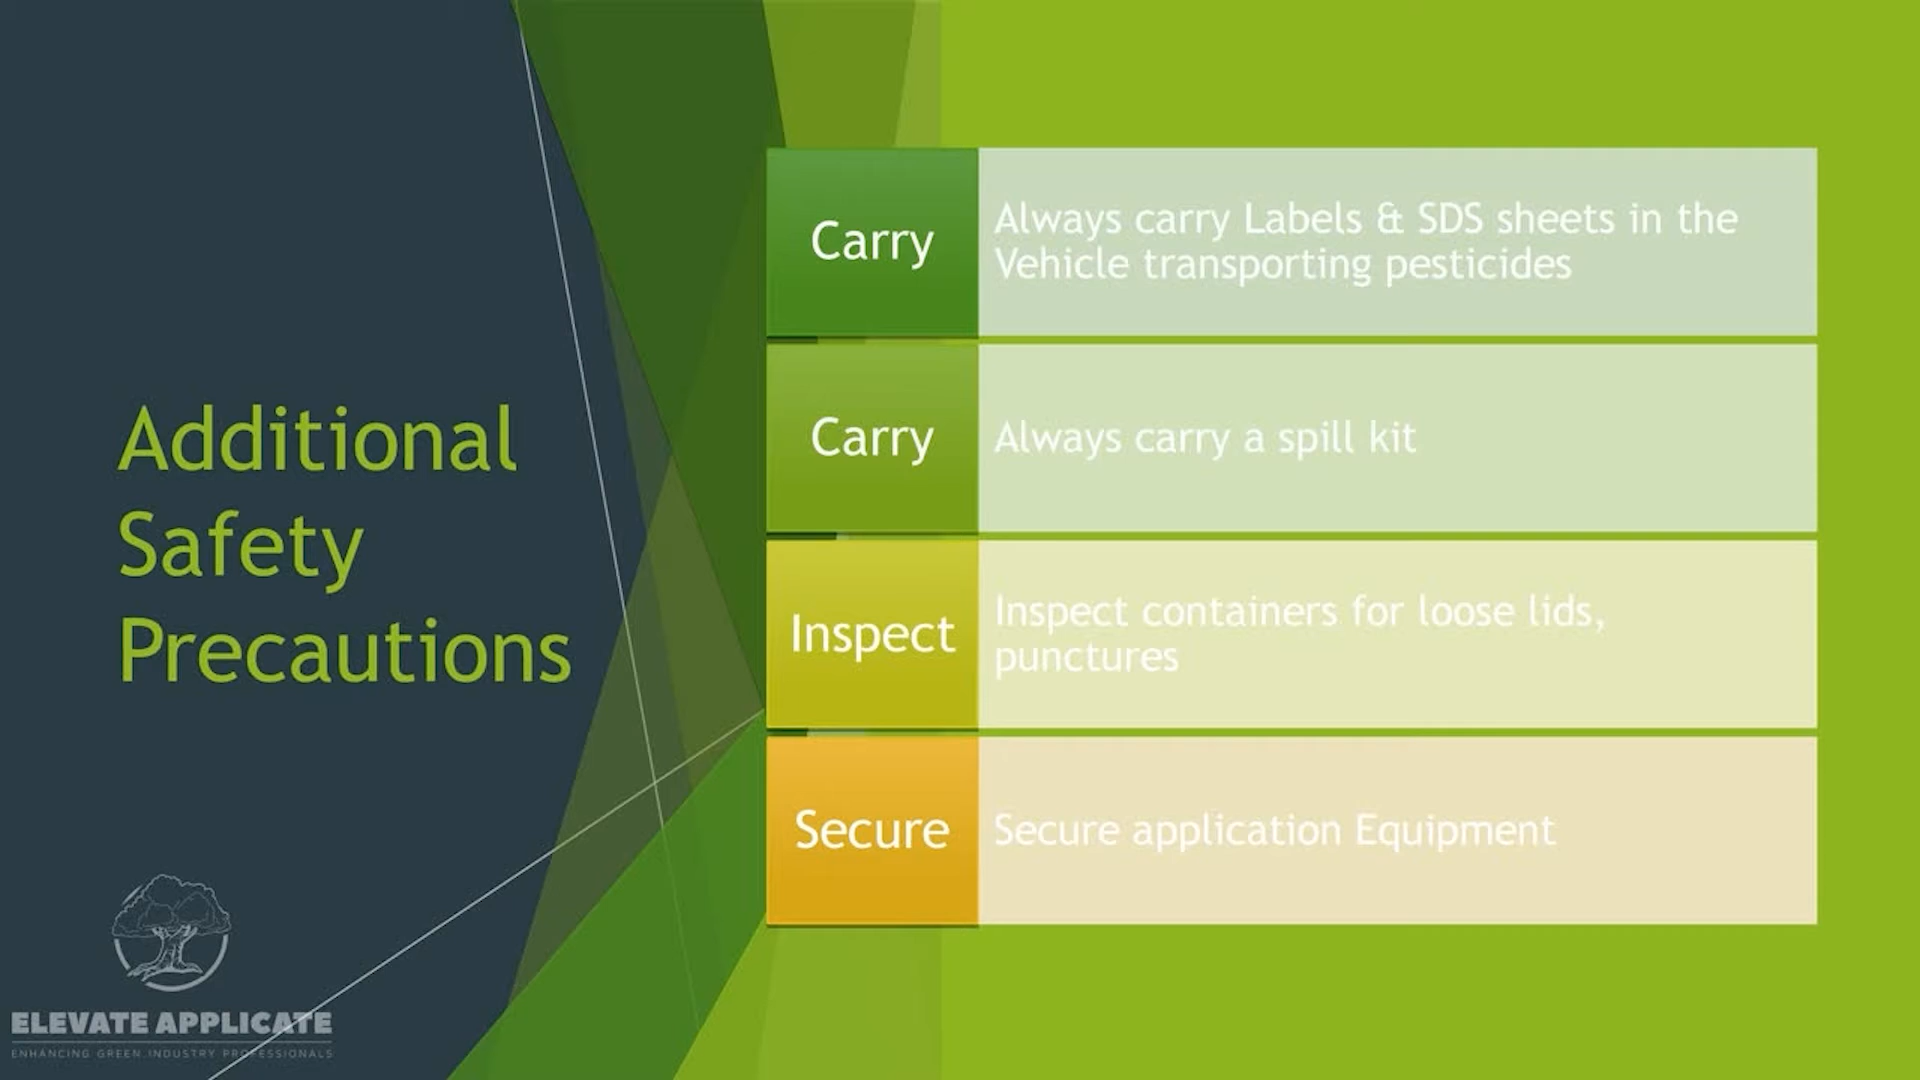 Additional
Safety
Precautions
Carry
Always carry Labels & SDS sheets in the
Vehicle transporting pesticides
Carry
Always carry a spill kit
Inspect
Inspect containers for loose lids,
punctures
Secure
Secure application Equipment
ELEVATE APPLICATE
ENHANCING GREEN INDUSTRY PROFESSIONALS